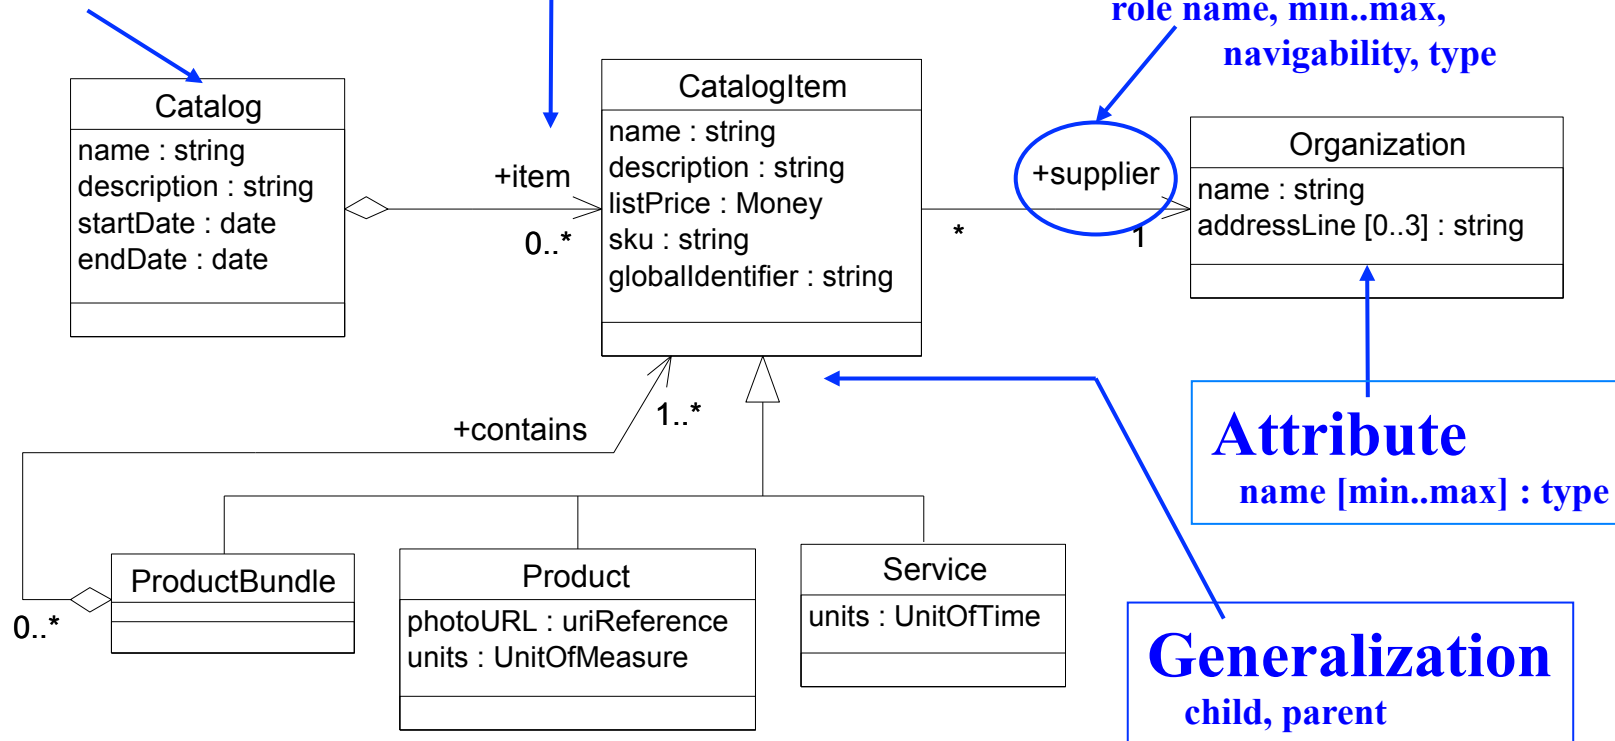 role name, min..max,
navigability, type
Catalog
name : string
description : string
startDate : date
endDate : date
+item
0..*
CatalogItem
name : string
description : string
listPrice : Money
sku : string
globalIdentifier : string
*
+supplier
1
Organization
name : string
addressLine [0..3] : string
+contains
1..*
Attribute
name [min..max] : type
0..*
ProductBundle
Product
photoURL : uriReference
units : UnitOfMeasure
Service
units : UnitOfTime
Generalization
child, parent